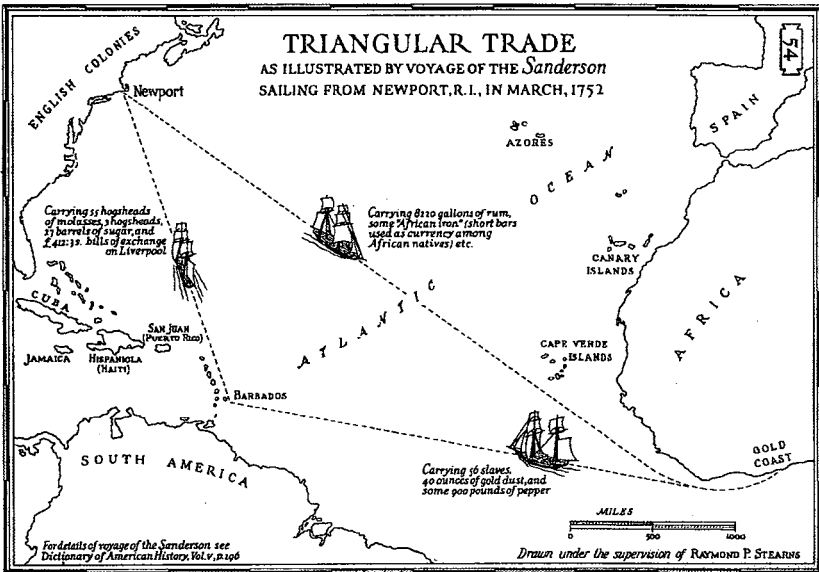 TRIANGULAR TRADE
AS ILLUSTRATED BY VOYAGE OF THE Sanderson
SAILING FROM NEWPORT, R.I., IN MARCH, 1752
54
ENGLISH COLONIES
Newport
SPAIN
AZORES
OCEAN
Carrying 55 hogsheads
of molasses, 3 hogsheads,
27 barrels of sugar, and
£412:3s. bills of exchange
on Liverpool
Carrying 8220 gallons of rum,
some "African iron" (short bars
used as currency among
African natives) etc.
CANARY
ISLANDS
AFRICA
CUBA
ATLANTIC
SAN JUAN
(PUERTO RICO)
JAMAICA
HISPANIOLA
(HAITI)
CAPE VERDE
ISLANDS
BARBADOS
SOUTH AMERICA
GOLD
COAST
Carrying 56 slaves,
40 ounces of gold dust, and
some 900 pounds of pepper
MILES
0 500 1000
For details of voyage of the Sanderson see
Dictionary of American History, Vol. V, p. 296
Drawn under the supervision of RAYMOND P. STEARNS